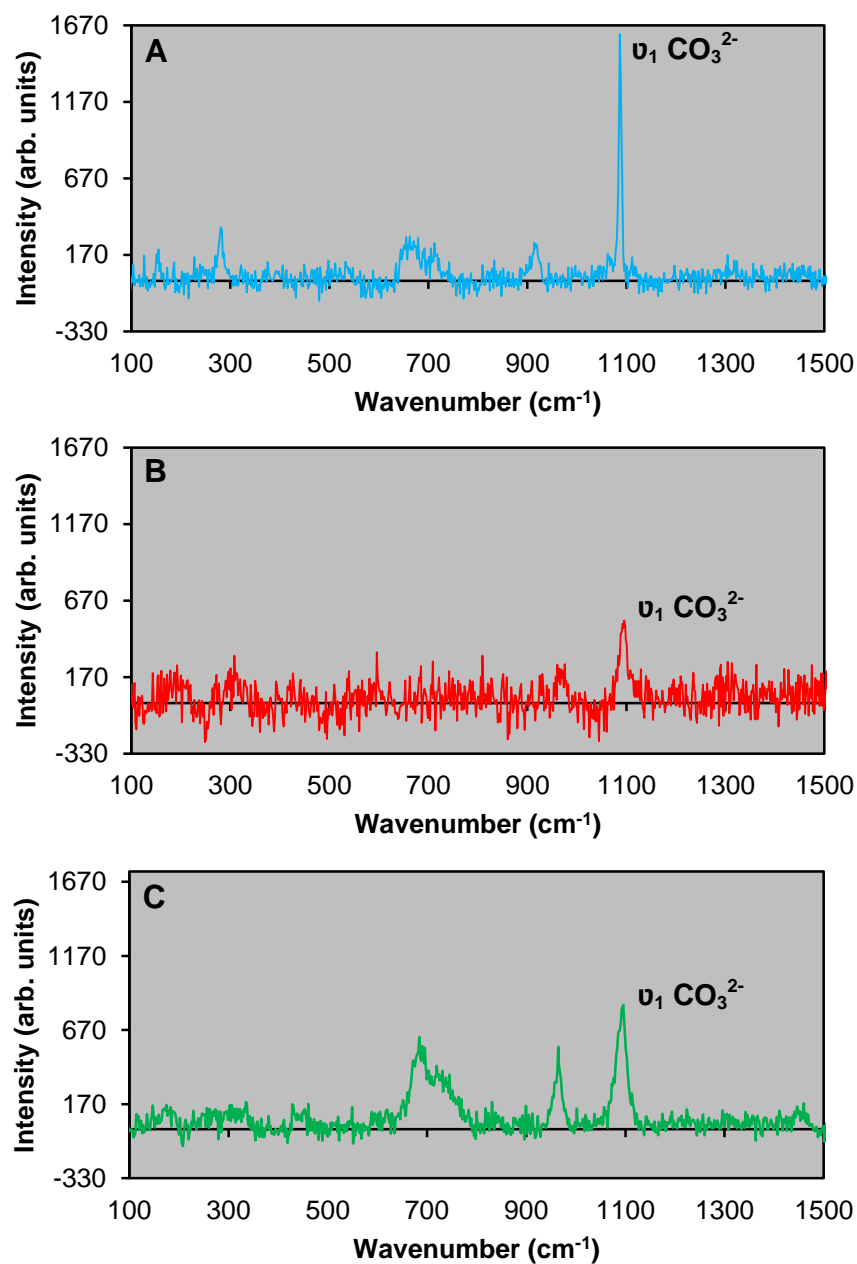 A
υ₁ CO₃²⁻
Intensity (arb. units)
1670
1170
670
170
-330
100 300 500 700 900 1100 1300 1500
Wavenumber (cm⁻¹)
B
υ₁ CO₃²⁻
Intensity (arb. units)
1670
1170
670
170
-330
100 300 500 700 900 1100 1300 1500
Wavenumber (cm⁻¹)
C
υ₁ CO₃²⁻
Intensity (arb. units)
1670
1170
670
170
-330
100 300 500 700 900 1100 1300 1500
Wavenumber (cm⁻¹)